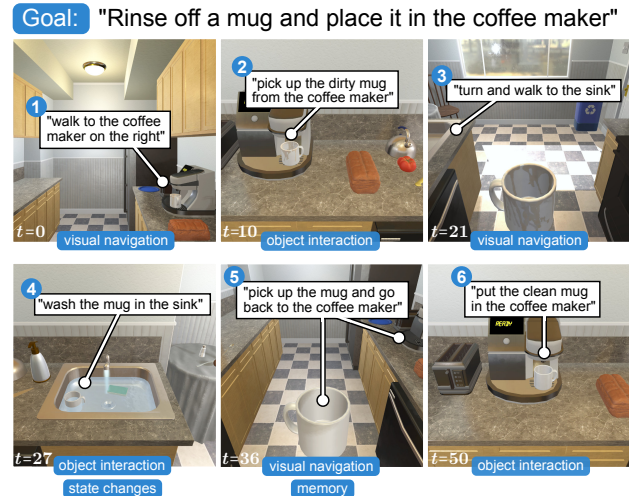 Goal: "Rinse off a mug and place it in the coffee maker"
1
"walk to the coffee
maker on the right"
t=0
visual navigation
2
"pick up the dirty mug
from the coffee maker"
t=10
object interaction
3
"turn and walk to the sink"
t=21
visual navigation
4
"wash the mug in the sink"
t=27
object interaction
state changes
5
"pick up the mug and go
back to the coffee maker"
t=36
visual navigation
memory
6
"put the clean mug
in the coffee maker"
READY
t=50
object interaction